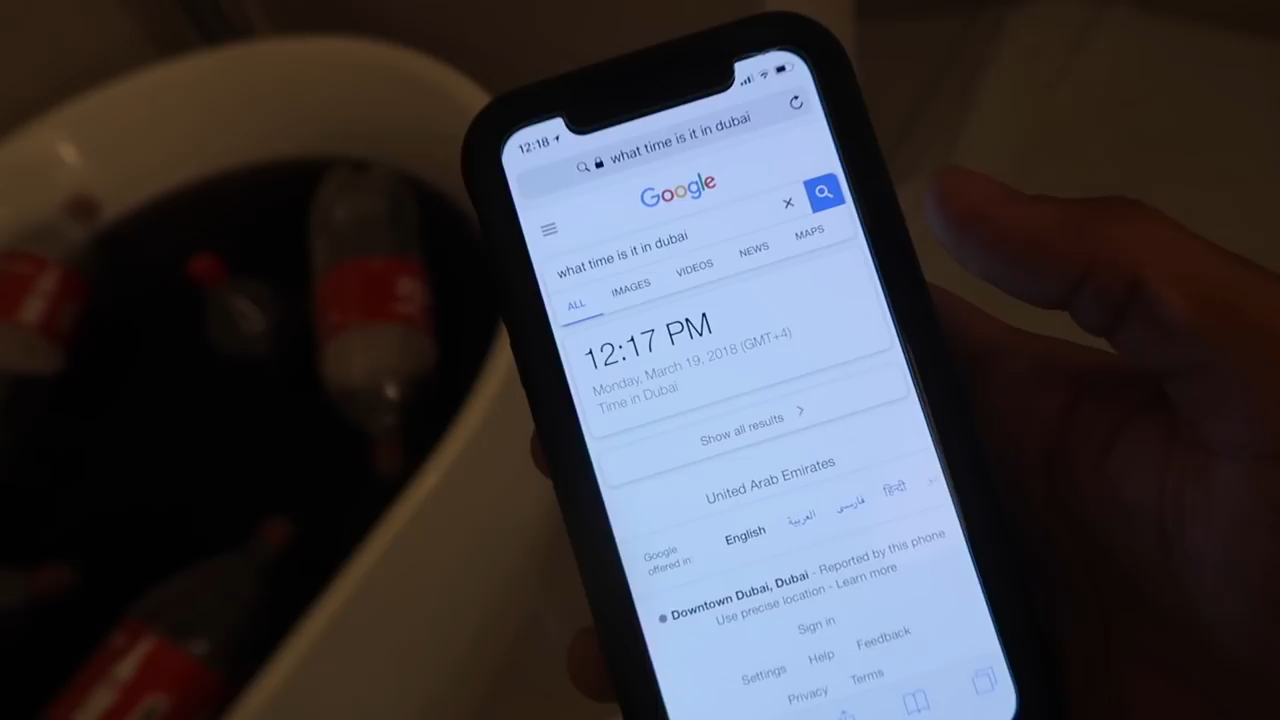 12:18
what time is it in dubai
Google
what time is it in dubai
ALL IMAGES VIDEOS NEWS MAPS
12:17 PM
Monday, March 19, 2018 (GMT+4)
Time in Dubai
Show all results
United Arab Emirates
Google offered in: English العربية فارسی हिन्दी
Downtown Dubai, Dubai - Reported by this phone
Use precise location - Learn more
Sign in
Settings Help Feedback
Privacy Terms